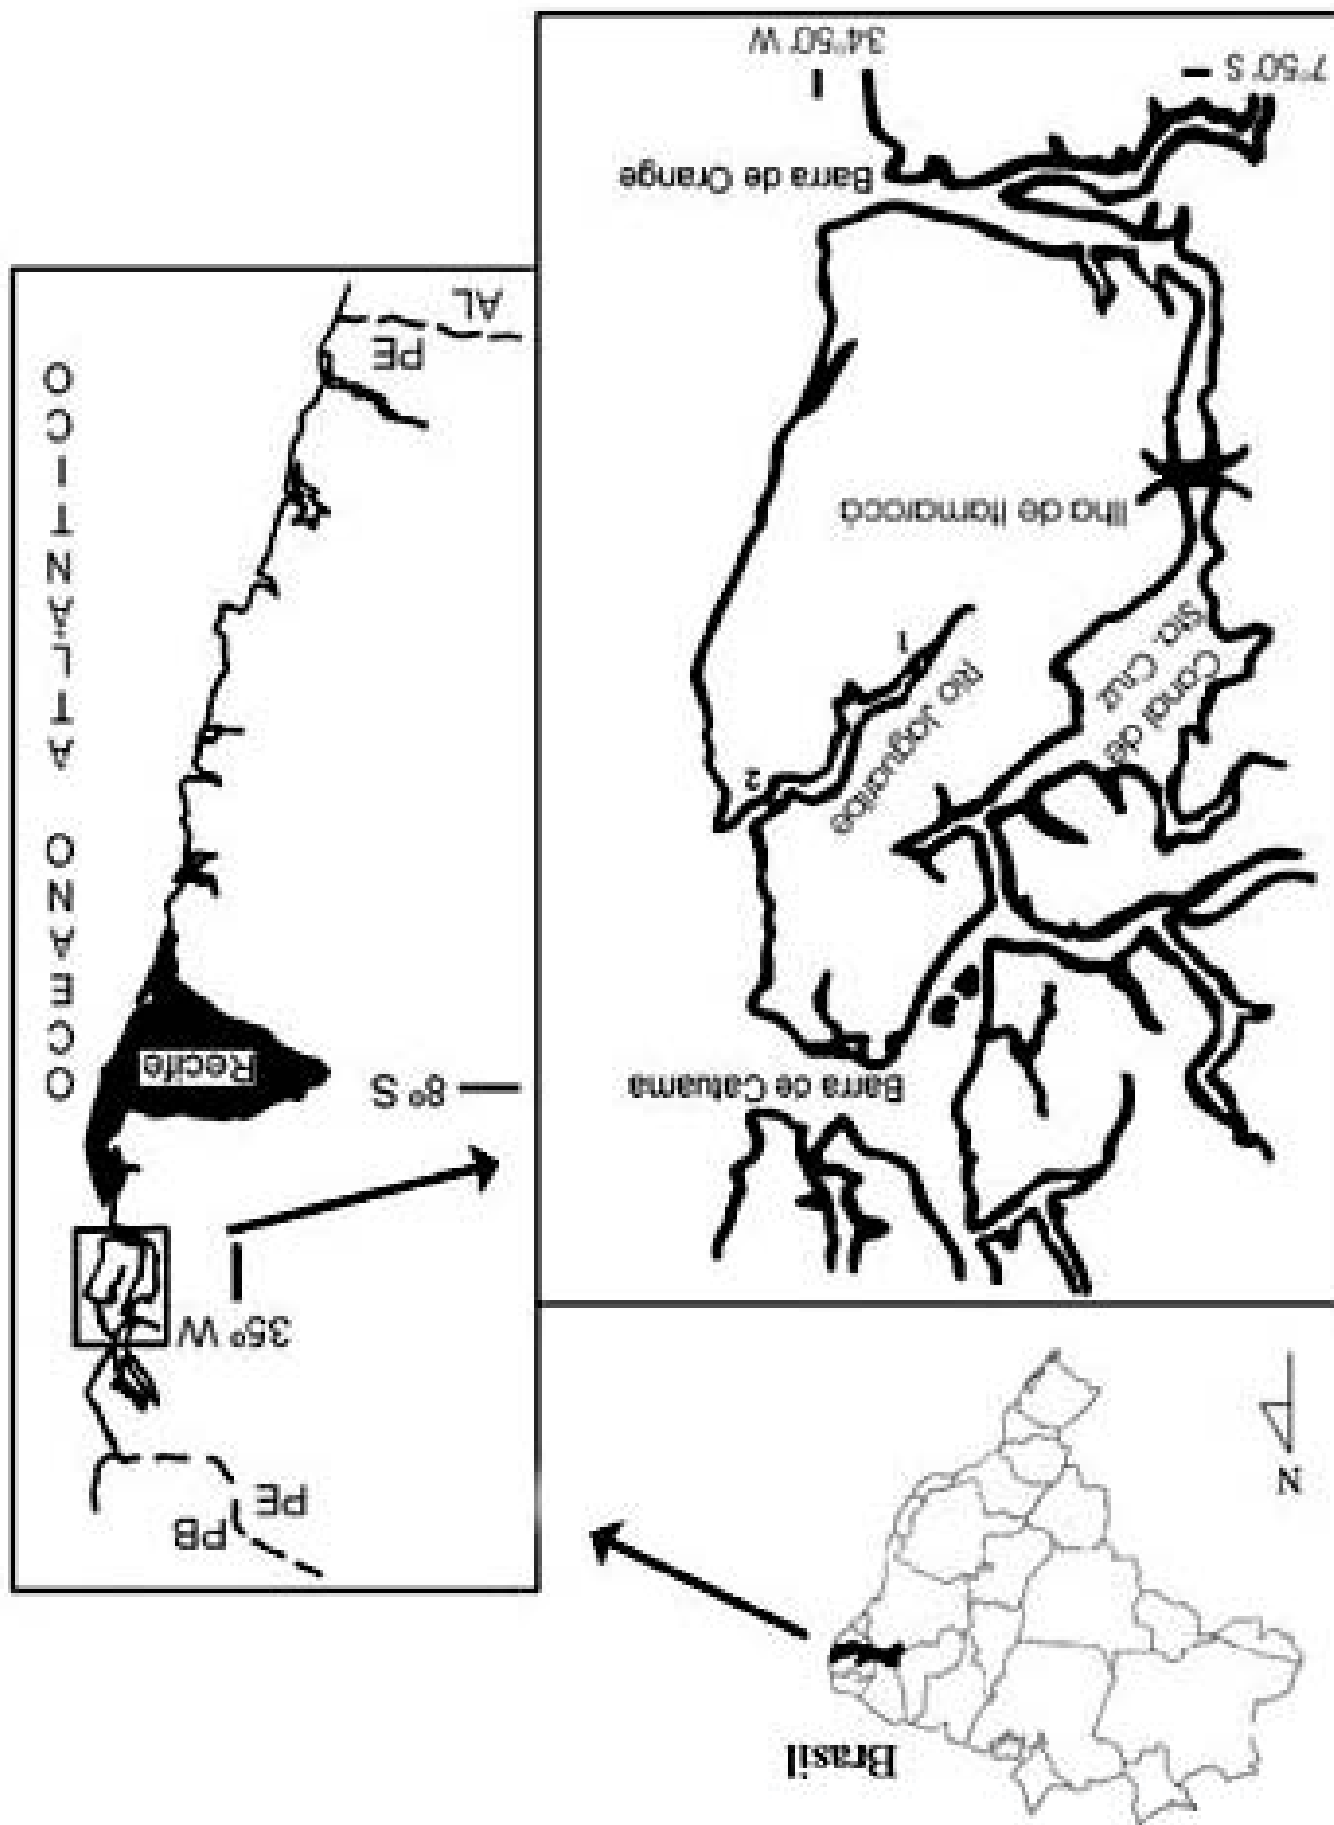 Brasil
N
PB
PE
35° W
8° S
Recife
OCEANO ATLÂNTICO
PE
AL
Barra de Catuama
2
Rio Jaguaribe
1
Canal de
Sta. Cruz
Ilha de Itamaracá
Barra de Orange
7°50' S
34°50' W